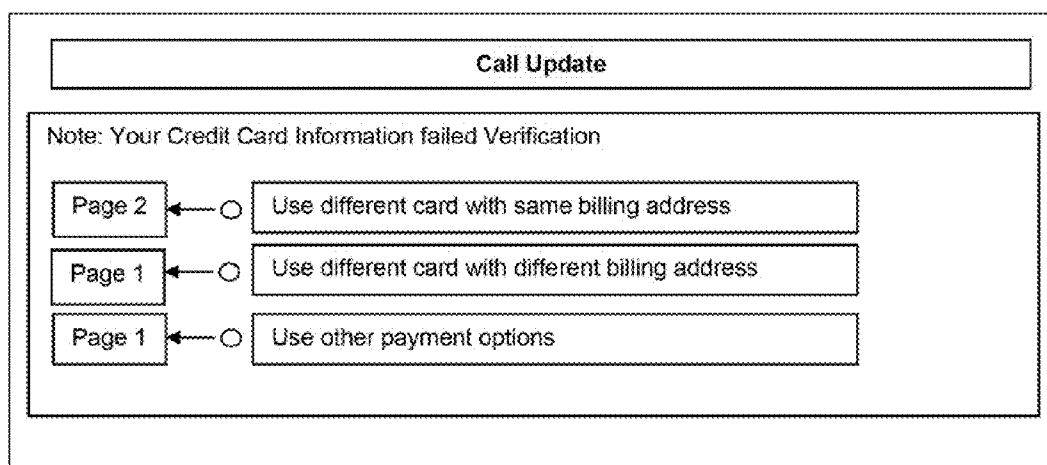 Call Update
Note: Your Credit Card Information failed Verification
Page 2 Use different card with same billing address
Page 1 Use different card with different billing address
Page 1 Use other payment options